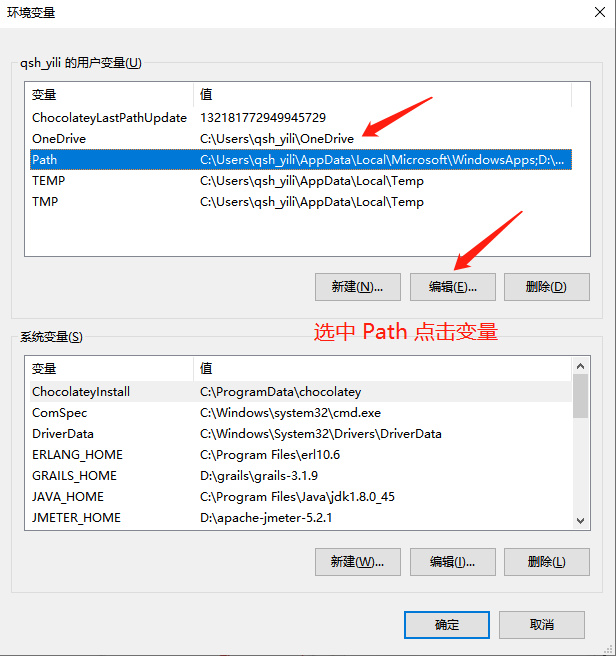 环境变量
qsh_yili 的用户变量(U)
变量 值
ChocolateyLastPathUpdate 132181772949945729
OneDrive C:\Users\qsh_yili\OneDrive
Path C:\Users\qsh_yili\AppData\Local\Microsoft\WindowsApps;D:\...
TEMP C:\Users\qsh_yili\AppData\Local\Temp
TMP C:\Users\qsh_yili\AppData\Local\Temp
新建(N)... 编辑(E)... 删除(D)
选中 Path 点击变量
系统变量(S)
变量 值
ChocolateyInstall C:\ProgramData\chocolatey
ComSpec C:\Windows\system32\cmd.exe
DriverData C:\Windows\System32\Drivers\DriverData
ERLANG_HOME C:\Program Files\erl10.6
GRAILS_HOME D:\grails\grails-3.1.9
JAVA_HOME C:\Program Files\Java\jdk1.8.0_45
JMETER_HOME D:\apache-jmeter-5.2.1
新建(W)... 编辑(I)... 删除(L)
确定 取消